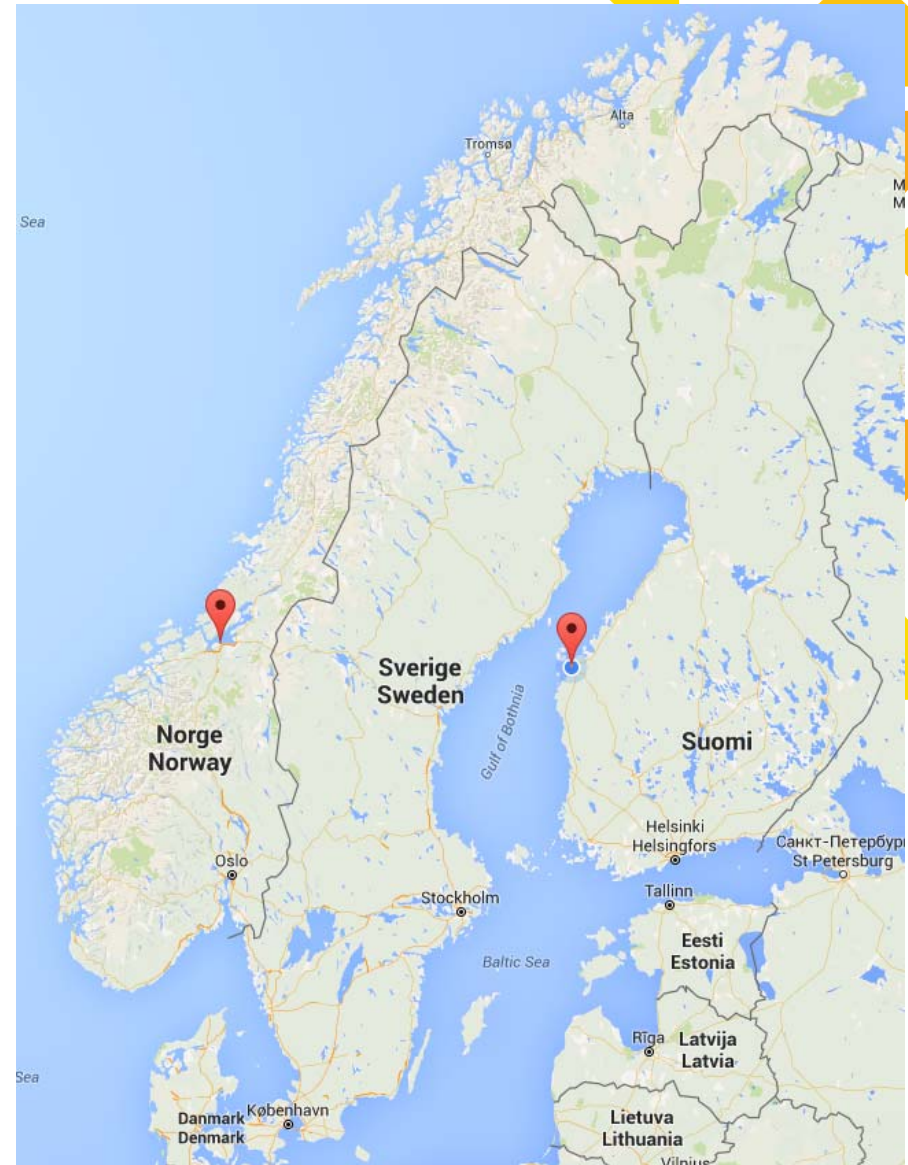 Alta
Tromsø
M
M
Sea
Sverige
Sweden
Gulf of Bothnia
Norge
Norway
Suomi
Helsinki
Helsingfors
Санкт-Петербур
St Petersburg
Oslo
Tallinn
Stockholm
Eesti
Estonia
Baltic Sea
Rīga
Latvija
Latvia
Sea
København
Danmark
Denmark
Lietuva
Lithuania
Vilnius